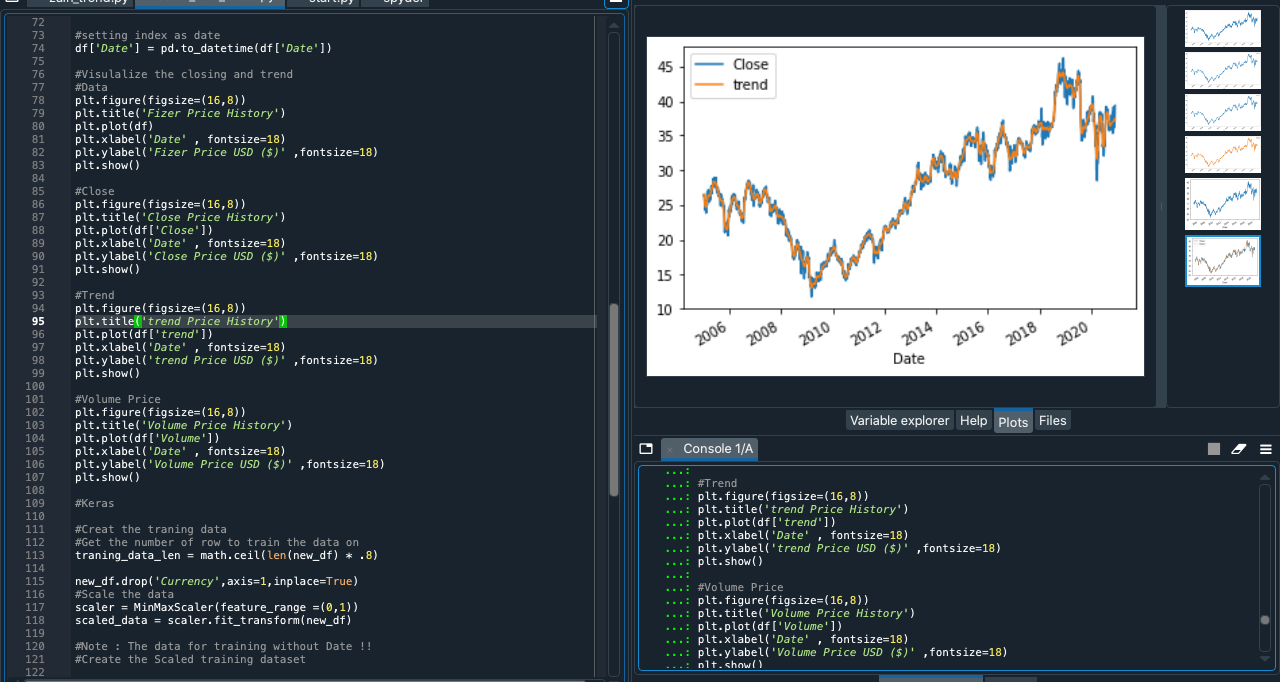 start.py
spyder
72
73 #setting index as date
74 df['Date'] = pd.to_datetime(df['Date'])
75
76 #Visulalize the closing and trend
77 #Data
78 plt.figure(figsize=(16,8))
79 plt.title('Fizer Price History')
80 plt.plot(df)
81 plt.xlabel('Date' , fontsize=18)
82 plt.ylabel('Fizer Price USD ($)' ,fontsize=18)
83 plt.show()
84
85 #Close
86 plt.figure(figsize=(16,8))
87 plt.title('Close Price History')
88 plt.plot(df['Close'])
89 plt.xlabel('Date' , fontsize=18)
90 plt.ylabel('Close Price USD ($)' ,fontsize=18)
91 plt.show()
92
93 #Trend
94 plt.figure(figsize=(16,8))
95 plt.title('trend Price History')
96 plt.plot(df['trend'])
97 plt.xlabel('Date' , fontsize=18)
98 plt.ylabel('trend Price USD ($)' ,fontsize=18)
99 plt.show()
100
101 #Volume Price
102 plt.figure(figsize=(16,8))
103 plt.title('Volume Price History')
104 plt.plot(df['Volume'])
105 plt.xlabel('Date' , fontsize=18)
106 plt.ylabel('Volume Price USD ($)' ,fontsize=18)
107 plt.show()
108
109 #Keras
110
111 #Creat the traning data
112 #Get the number of row to train the data on
113 traning_data_len = math.ceil(len(new_df) * .8)
114
115 new_df.drop('Currency',axis=1,inplace=True)
116 #Scale the data
117 scaler = MinMaxScaler(feature_range =(0,1))
118 scaled_data = scaler.fit_transform(new_df)
119
120 #Note : The data for training without Date !!
121 #Create the Scaled training dataset
122
Close
trend
45
40
35
30
25
20
15
10
2006 2008 2010 2012 2014 2016 2018 2020
Date
Variable explorer Help Plots Files
Console 1/A
...:
...: #Trend
...: plt.figure(figsize=(16,8))
...: plt.title('trend Price History')
...: plt.plot(df['trend'])
...: plt.xlabel('Date' , fontsize=18)
...: plt.ylabel('trend Price USD ($)' ,fontsize=18)
...: plt.show()
...:
...: #Volume Price
...: plt.figure(figsize=(16,8))
...: plt.title('Volume Price History')
...: plt.plot(df['Volume'])
...: plt.xlabel('Date' , fontsize=18)
...: plt.ylabel('Volume Price USD ($)' ,fontsize=18)
...: plt.show()